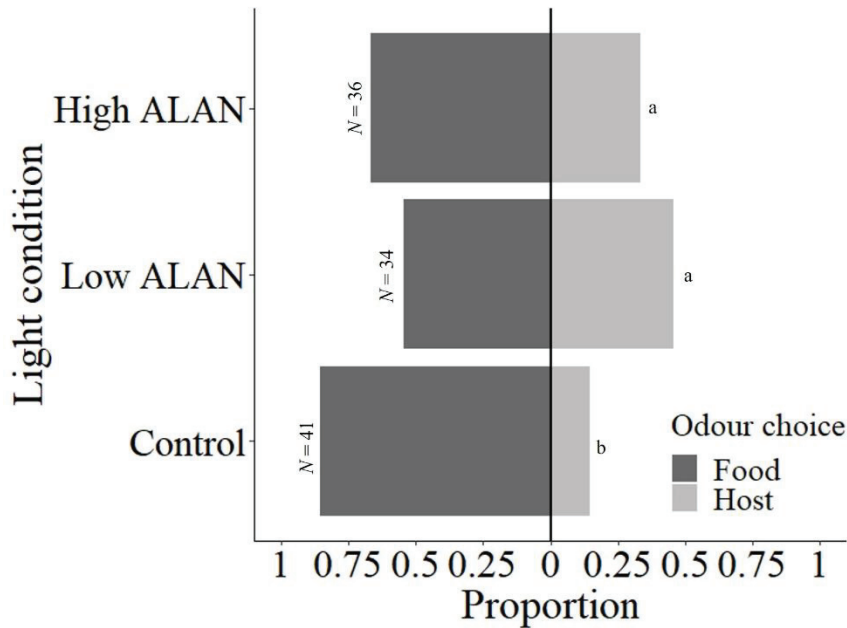 Light condition
High ALAN
N = 36
a
Low ALAN
N = 34
a
Control
N = 41
b
Odour choice
Food
Host
1 0.75 0.5 0.25 0 0.25 0.5 0.75 1
Proportion